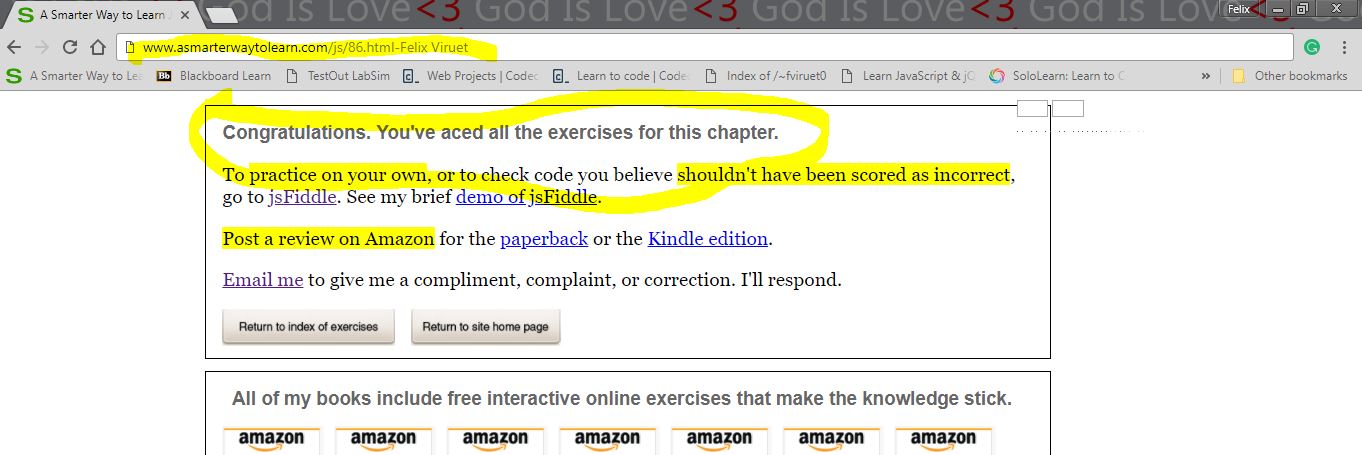 God Is Love<3 God Is Love<3 God Is Love<3 God Is Love<3
A Smarter Way to Learn
Felix
www.asmarterwaytolearn.com/js/86.html-Felix Viruet
A Smarter Way to Lea
Bb Blackboard Learn
TestOut LabSim
Web Projects | Codec
Learn to code | Codec
Index of /~fviruet0
Learn JavaScript & jQ
SoloLearn: Learn to C
» Other bookmarks
Congratulations. You've aced all the exercises for this chapter.
To practice on your own, or to check code you believe shouldn't have been scored as incorrect,
go to jsFiddle. See my brief demo of jsFiddle.
Post a review on Amazon for the paperback or the Kindle edition.
Email me to give me a compliment, complaint, or correction. I'll respond.
Return to index of exercises
Return to site home page
All of my books include free interactive online exercises that make the knowledge stick.
amazon amazon amazon amazon amazon amazon amazon